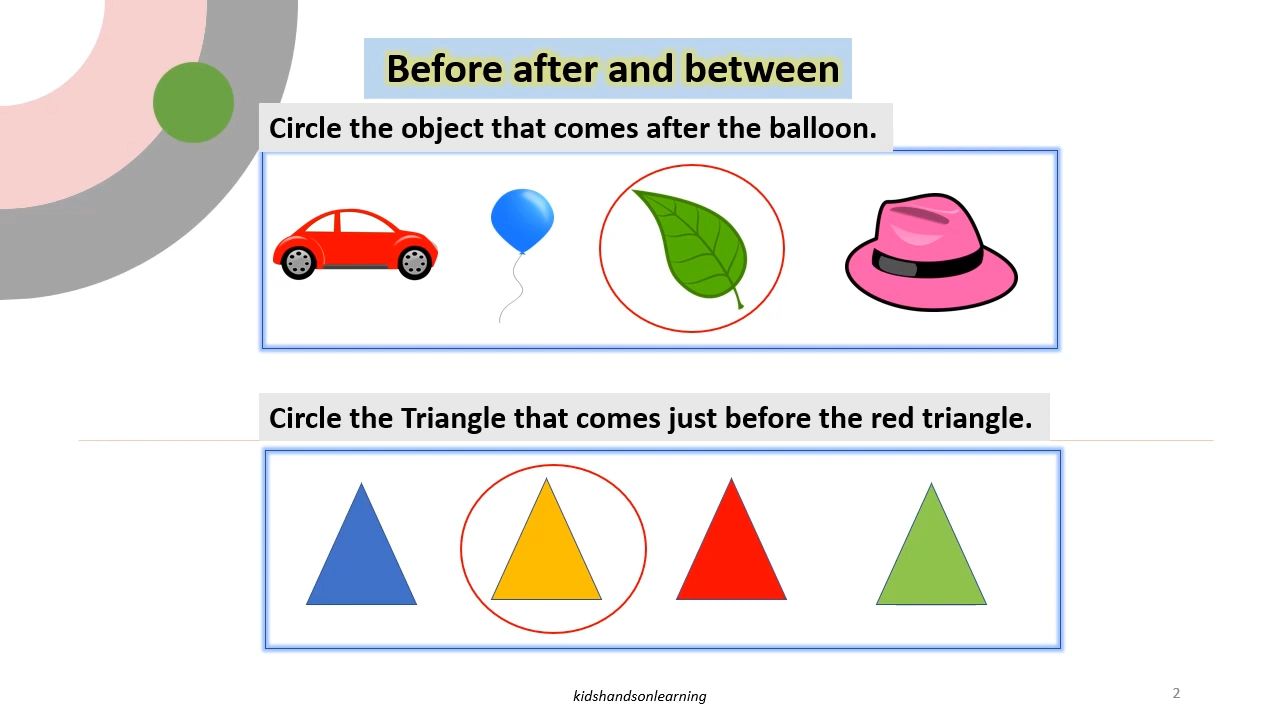 Before after and between
Circle the object that comes after the balloon.
Circle the Triangle that comes just before the red triangle.
kidshandsonlearning
2